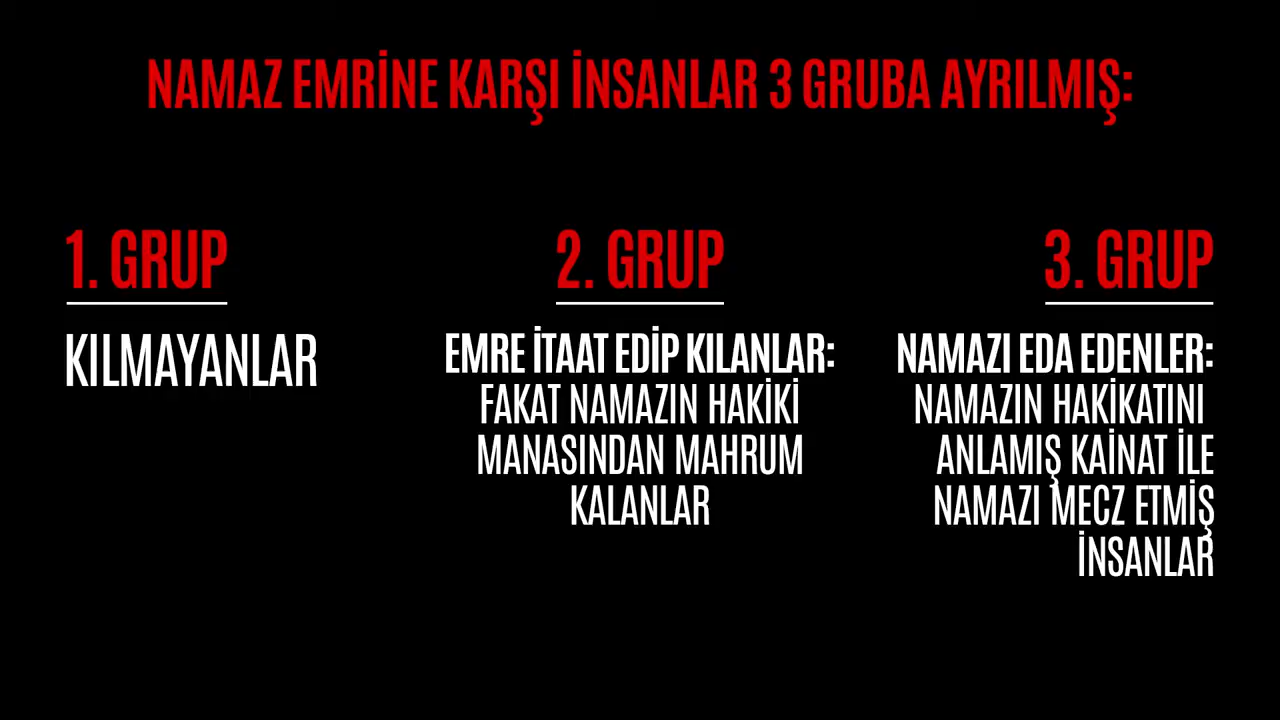 NAMAZ EMRİNE KARŞI İNSANLAR 3 GRUBA AYRILMIŞ:
1. GRUP
KILMAYANLAR
2. GRUP
EMRE İTAAT EDİP KILANLAR:
FAKAT NAMAZIN HAKİKİ
MANASINDAN MAHRUM
KALANLAR
3. GRUP
NAMAZI EDA EDENLER:
NAMAZIN HAKİKATINI
ANLAMIŞ KAİNAT İLE
NAMAZI MECZ ETMİŞ
İNSANLAR